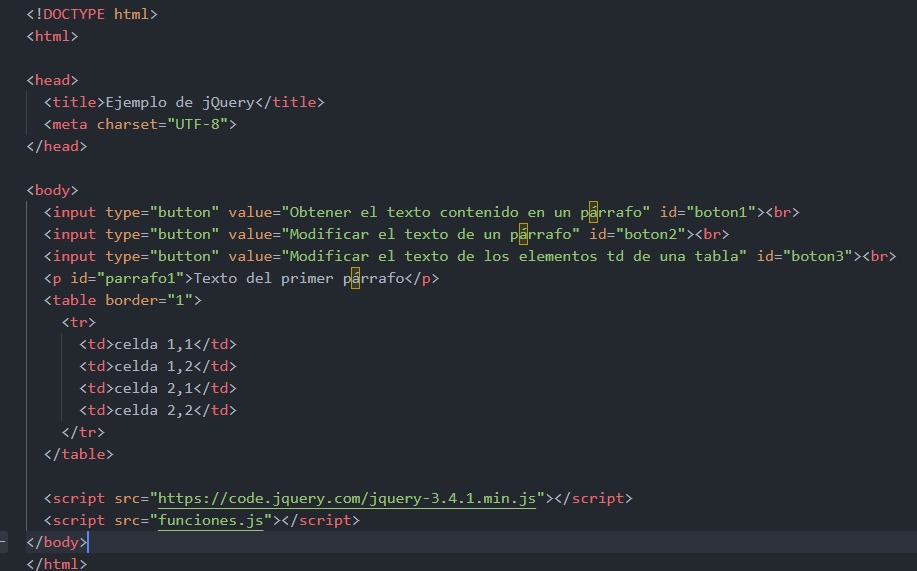 <!DOCTYPE html>
<html>
<head>
<title>Ejemplo de jQuery</title>
<meta charset="UTF-8">
</head>
<body>
<input type="button" value="Obtener el texto contenido en un párrafo" id="boton1"><br>
<input type="button" value="Modificar el texto de un párrafo" id="boton2"><br>
<input type="button" value="Modificar el texto de los elementos td de una tabla" id="boton3"><br>
<p id="parrafo1">Texto del primer párrafo</p>
<table border="1">
<tr>
<td>celda 1,1</td>
<td>celda 1,2</td>
<td>celda 2,1</td>
<td>celda 2,2</td>
</tr>
</table>
<script src="https://code.jquery.com/jquery-3.4.1.min.js"></script>
<script src="funciones.js"></script>
</body>
</html>